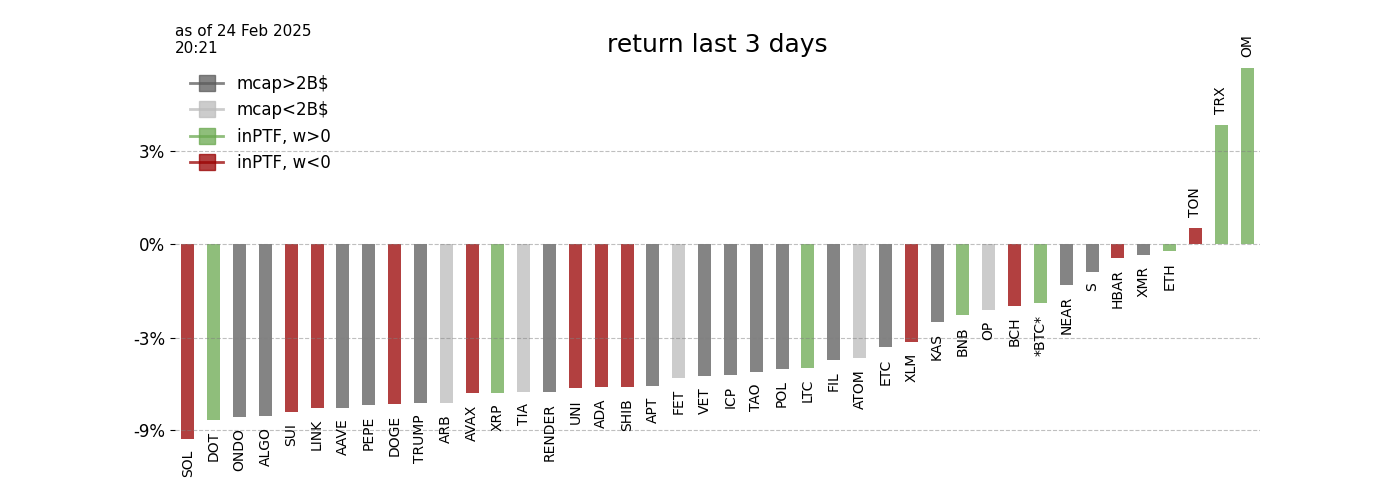 as of 24 Feb 2025
20:21
return last 3 days
mcap>2B$
mcap<2B$
inPTF, w>0
inPTF, w<0
3%
0%
-3%
-9%
SOL
DOT
ONDO
ALGO
SUI
LINK
AAVE
PEPE
DOGE
TRUMP
ARB
AVAX
XRP
TIA
RENDER
UNI
ADA
SHIB
APT
FET
VET
ICP
TAO
POL
LTC
FIL
ATOM
ETC
XLM
KAS
BNB
OP
BCH
*BTC*
NEAR
S
HBAR
XMR
ETH
TON
TRX
OM